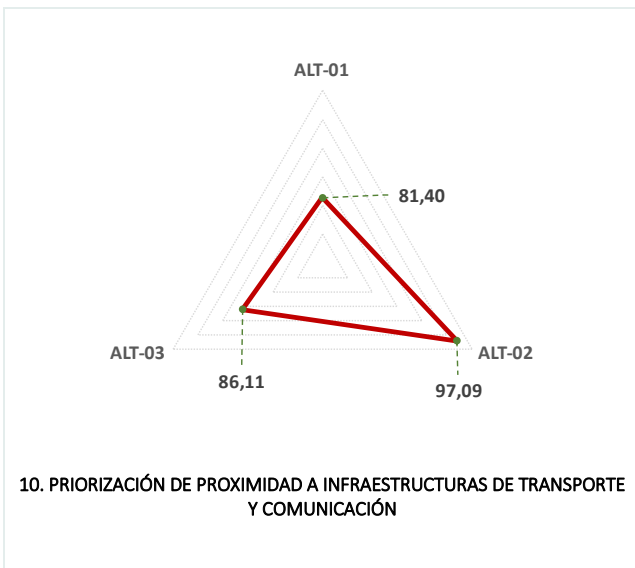 ALT-01
81,40
ALT-03
ALT-02
86,11
97,09
10. PRIORIZACIÓN DE PROXIMIDAD A INFRAESTRUCTURAS DE TRANSPORTE
Y COMUNICACIÓN